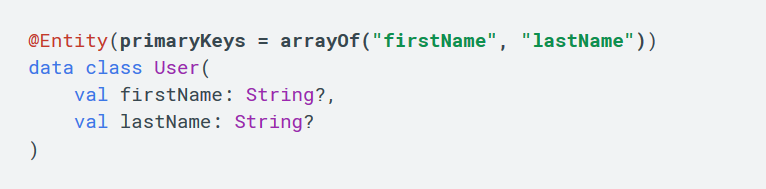 @Entity(primaryKeys = arrayOf("firstName", "lastName"))
data class User(
    val firstName: String?,
    val lastName: String?
)